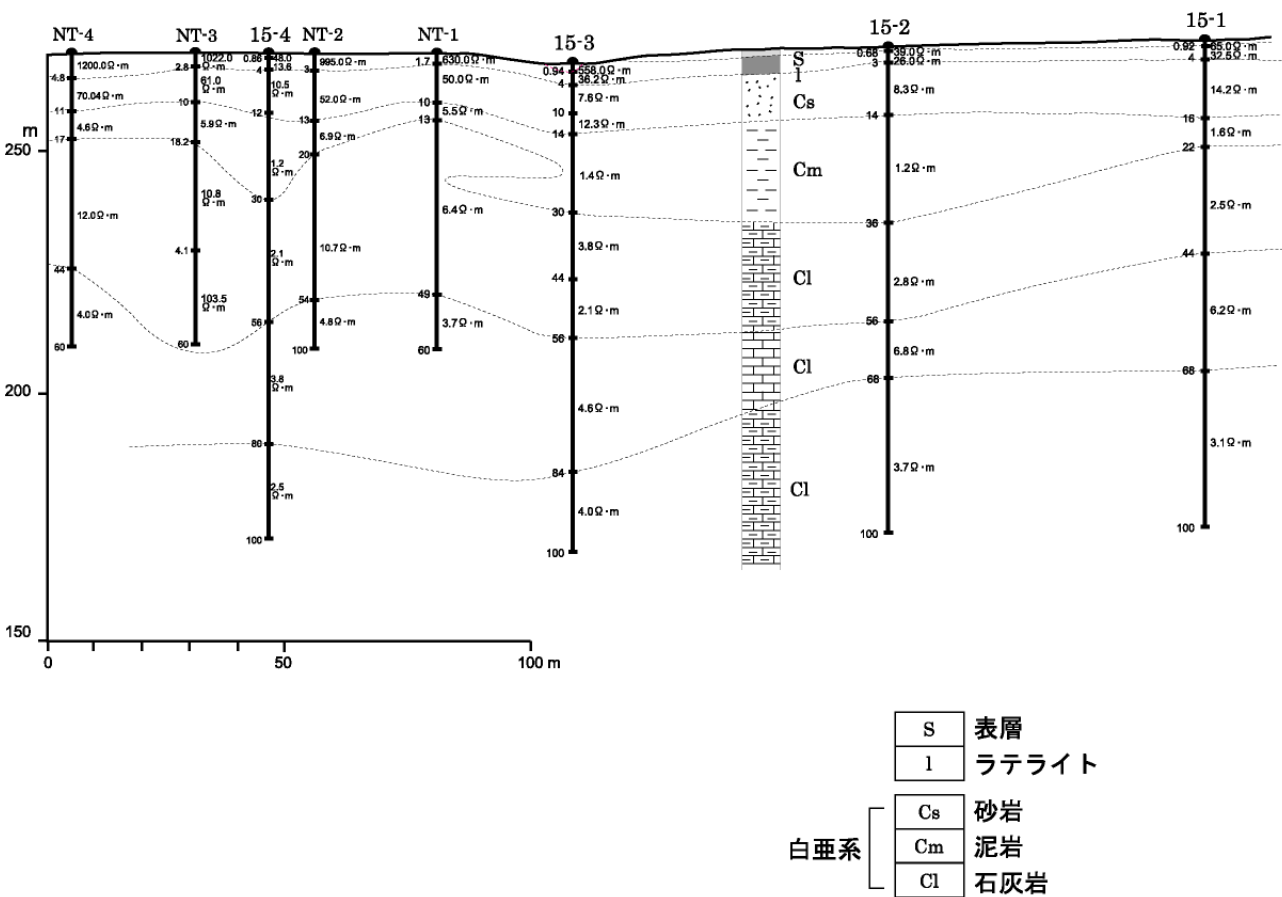 NT-4
NT-3
15-4
NT-2
NT-1
15-3
15-2
15-1
1200.0Ω·m
4.8
70.04Ω·m
11
4.6Ω·m
17
12.0Ω·m
44
4.0Ω·m
60
1022.0
Ω·m
2.8
61.0
Ω·m
10
5.9Ω·m
18.2
10.8
Ω·m
4.1
103.5
Ω·m
60
0.86
48.0
13.6
4
10.5
Ω·m
12
1.2
Ω·m
30
2.1
Ω·m
56
3.8
Ω·m
80
2.5
Ω·m
100
995.0Ω·m
3
52.0Ω·m
13
6.9Ω·m
20
10.7Ω·m
54
4.8Ω·m
100
630.0Ω·m
1.7
50.0Ω·m
10
5.5Ω·m
13
6.4Ω·m
49
3.7Ω·m
60
0.94
558.0Ω·m
36.2Ω·m
4
7.6Ω·m
10
12.3Ω·m
14
1.4Ω·m
30
3.8Ω·m
44
2.1Ω·m
56
4.6Ω·m
84
4.0Ω·m
100
S
l
Cs
Cm
Cl
Cl
Cl
0.68
39.0Ω·m
3
26.0Ω·m
8.3Ω·m
14
1.2Ω·m
36
2.8Ω·m
56
6.8Ω·m
68
3.7Ω·m
100
0.92
65.0Ω·m
4
32.5Ω·m
14.2Ω·m
16
1.6Ω·m
22
2.5Ω·m
44
6.2Ω·m
68
3.1Ω·m
100
m
250
200
150
0
50
100 m
S 表層
l ラテライト
白亜系
Cs 砂岩
Cm 泥岩
Cl 石灰岩